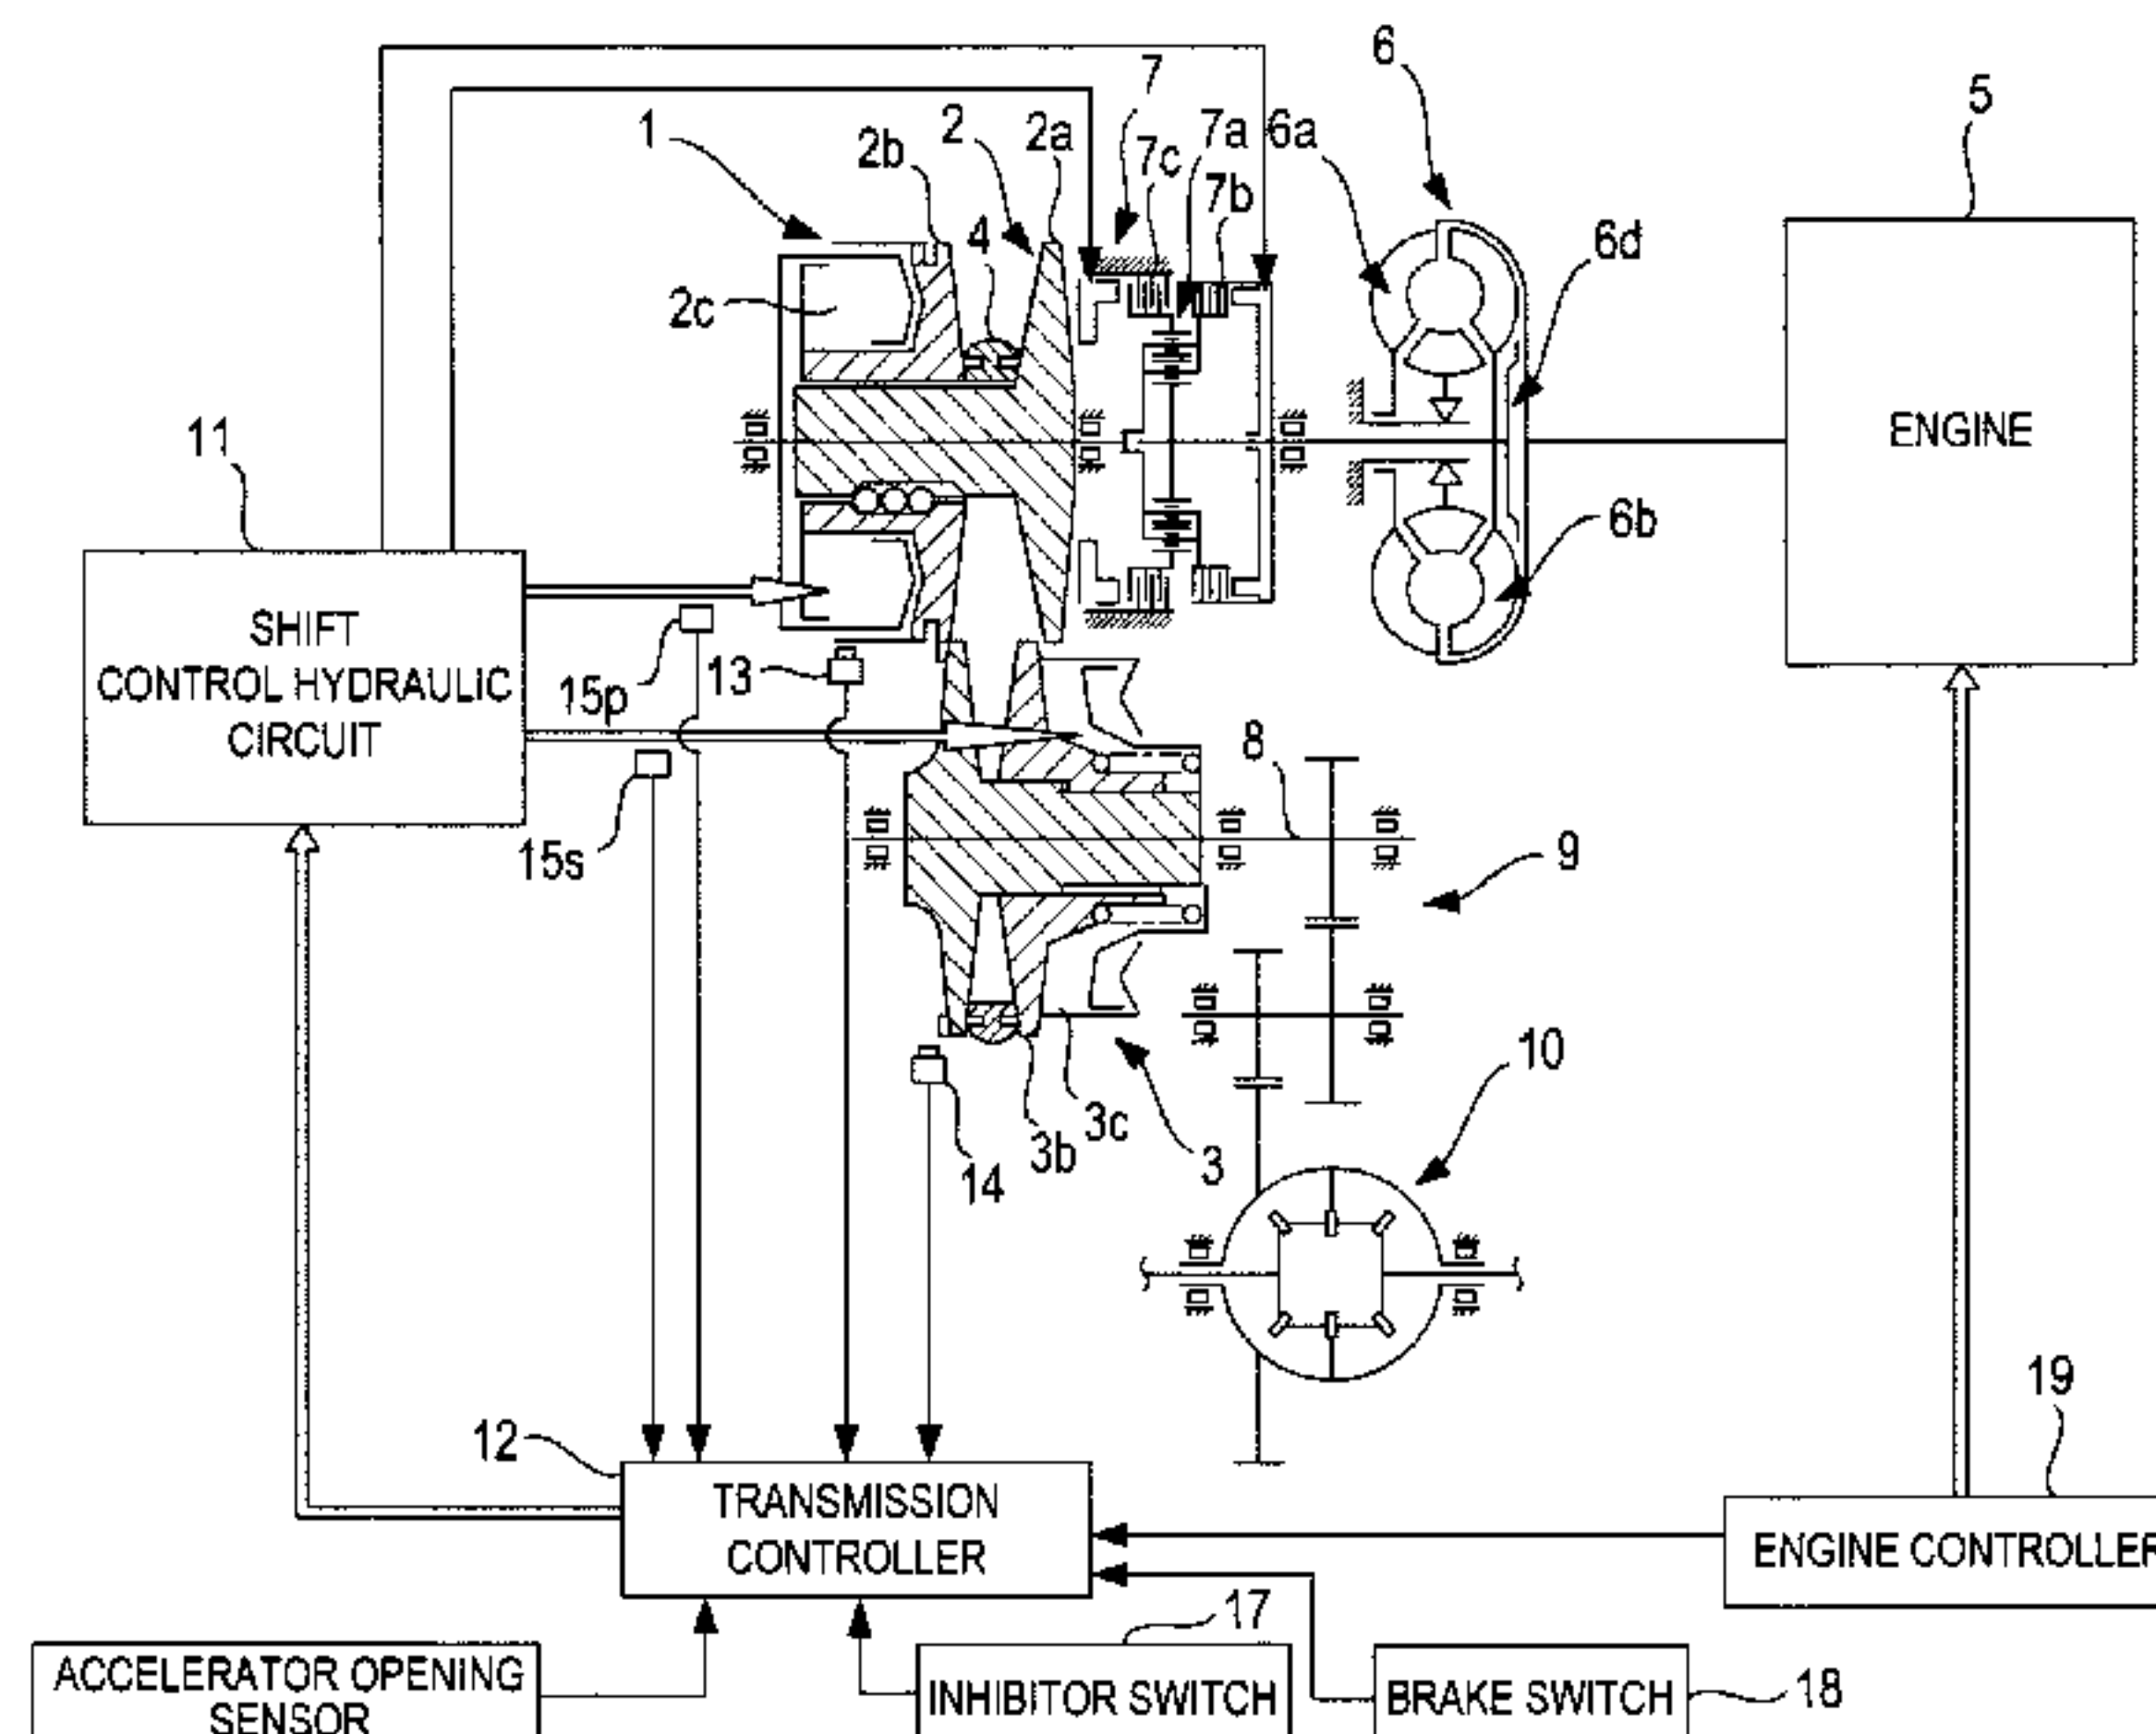 6
5
7
1
2b
2
2a
7a
6a
7c
7b
4
6d
2c
ENGINE
11
6b
SHIFT
CONTROL HYDRAULIC
CIRCUIT
15p
13
8
15s
9
10
3c
3b
3
14
19
12
TRANSMISSION
CONTROLLER
ENGINE CONTROLLER
17
ACCELERATOR OPENING
SENSOR
INHIBITOR SWITCH
BRAKE SWITCH
18